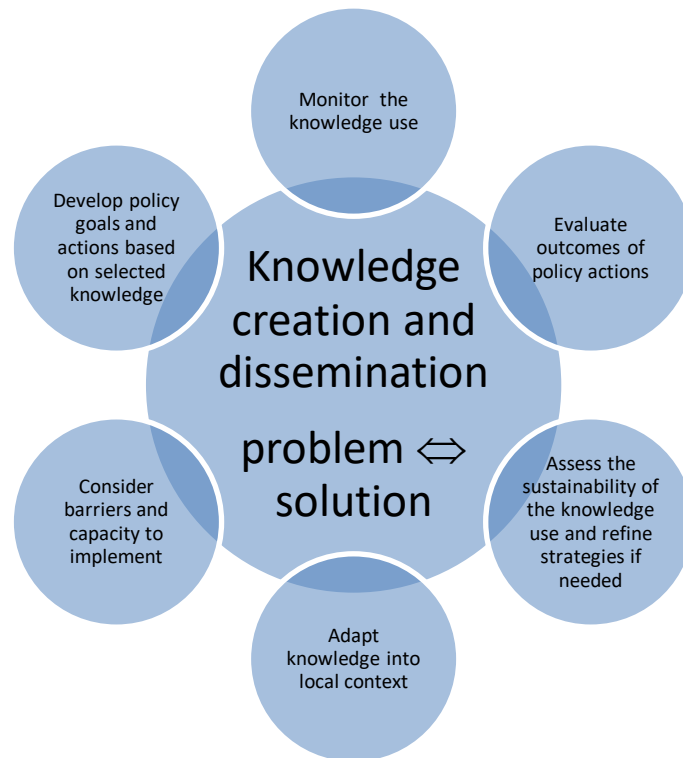 Monitor the
knowledge use
Develop policy
goals and
actions based
on selected
knowledge
Evaluate
outcomes of
policy actions
Knowledge
creation and
dissemination
problem ⇔
solution
Consider
barriers and
capacity to
implement
Assess the
sustainability of
the knowledge
use and refine
strategies if
needed
Adapt
knowledge into
local context